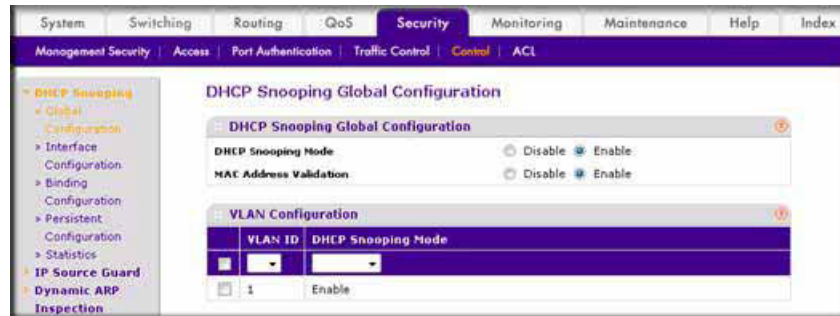 System Switching Routing QoS Security Monitoring Maintenance Help Index
Management Security | Access | Port Authentication | Traffic Control | Control | ACL
DHCP Snooping
» Global
Configuration
» Interface
Configuration
» Binding
Configuration
» Persistent
Configuration
» Statistics
IP Source Guard
Dynamic ARP
Inspection
DHCP Snooping Global Configuration
DHCP Snooping Global Configuration
DHCP Snooping Mode Disable Enable
MAC Address Validation Disable Enable
VLAN Configuration
VLAN ID DHCP Snooping Mode
1 Enable